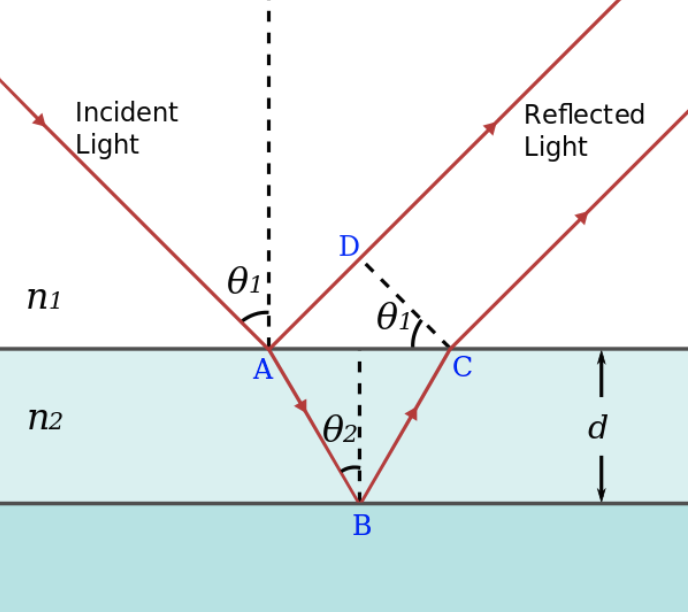 Incident
Light
Reflected
Light
D
θ1
n1
θ1
A
C
n2
θ2
d
B